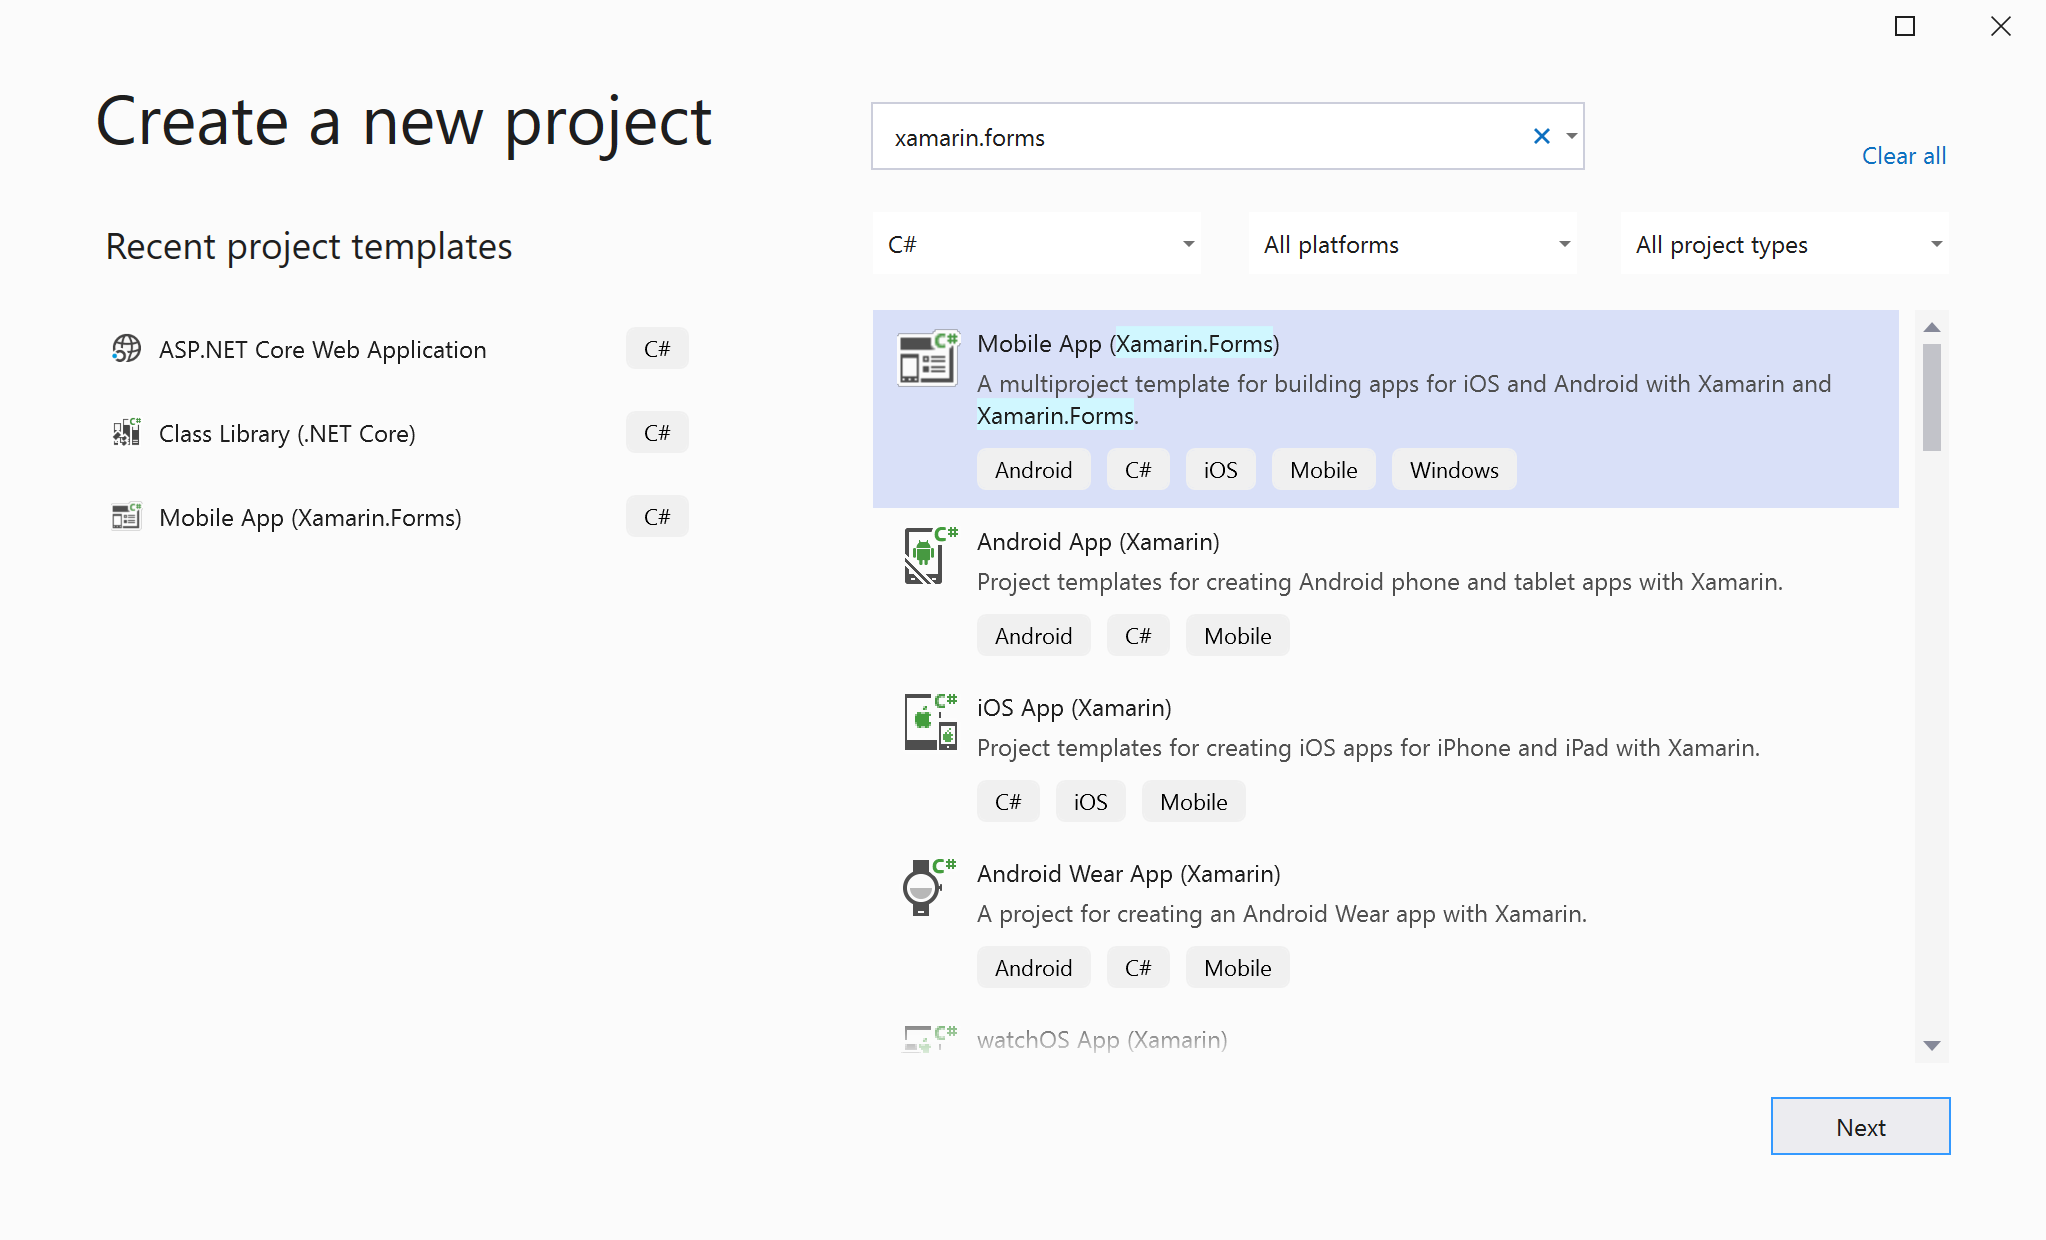 Create a new project
Recent project templates
ASP.NET Core Web Application C#
Class Library (.NET Core) C#
Mobile App (Xamarin.Forms) C#
xamarin.forms
Clear all
C# All platforms All project types
C#
Mobile App (Xamarin.Forms)
A multiproject template for building apps for iOS and Android with Xamarin and
Xamarin.Forms.
Android C# iOS Mobile Windows
C#
Android App (Xamarin)
Project templates for creating Android phone and tablet apps with Xamarin.
Android C# Mobile
C#
iOS App (Xamarin)
Project templates for creating iOS apps for iPhone and iPad with Xamarin.
C# iOS Mobile
C#
Android Wear App (Xamarin)
A project for creating an Android Wear app with Xamarin.
Android C# Mobile
C#
watchOS App (Xamarin)
Next